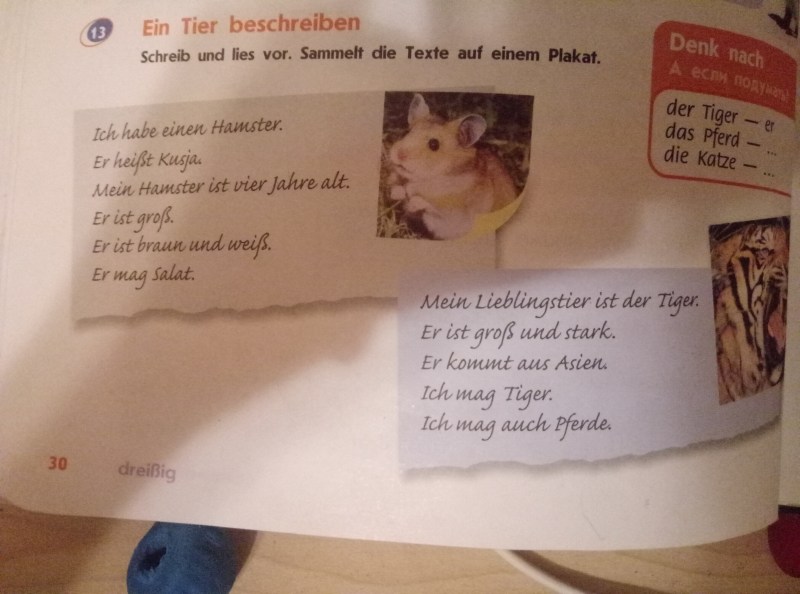 13 Ein Tier beschreiben
Schreib und lies vor. Sammelt die Texte auf einem Plakat.
Denk nach
А если подумать?
der Tiger — er
das Pferd — ...
die Katze — ...
Ich habe einen Hamster.
Er heißt Kusja.
Mein Hamster ist vier Jahre alt.
Er ist groß.
Er ist braun und weiß.
Er mag Salat.
Mein Lieblingstier ist der Tiger.
Er ist groß und stark.
Er kommt aus Asien.
Ich mag Tiger.
Ich mag auch Pferde.
30 dreißig